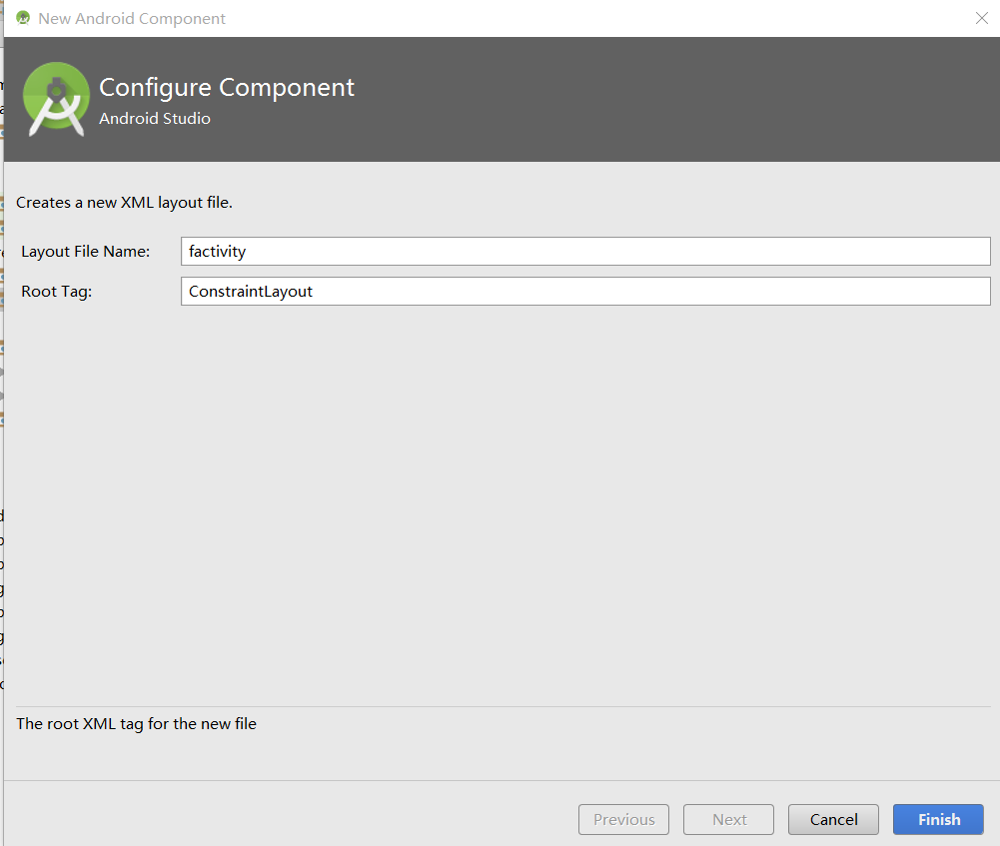 New Android Component
Configure Component
Android Studio
Creates a new XML layout file.
Layout File Name: factivity
Root Tag: ConstraintLayout
The root XML tag for the new file
Previous Next Cancel Finish